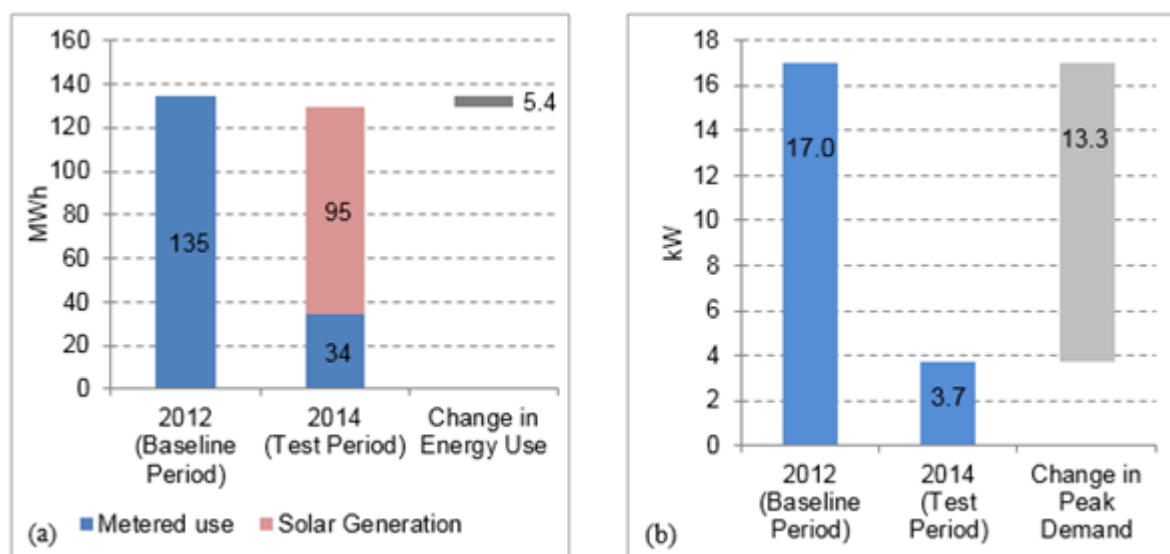 160
140
120
100
80
60
40
20
0
MWh
135
95
34
5.4
2012
(Baseline
Period)
2014
(Test Period)
Change in
Energy Use
Metered use
Solar Generation
(a)
18
16
14
12
10
8
6
4
2
0
kW
17.0
3.7
13.3
2012
(Baseline
Period)
2014
(Test
Period)
Change in
Peak
Demand
(b)